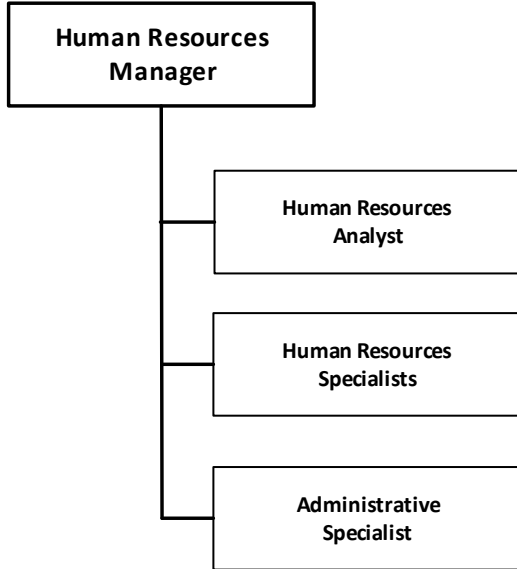 Human Resources
Manager
Human Resources
Analyst
Human Resources
Specialists
Administrative
Specialist